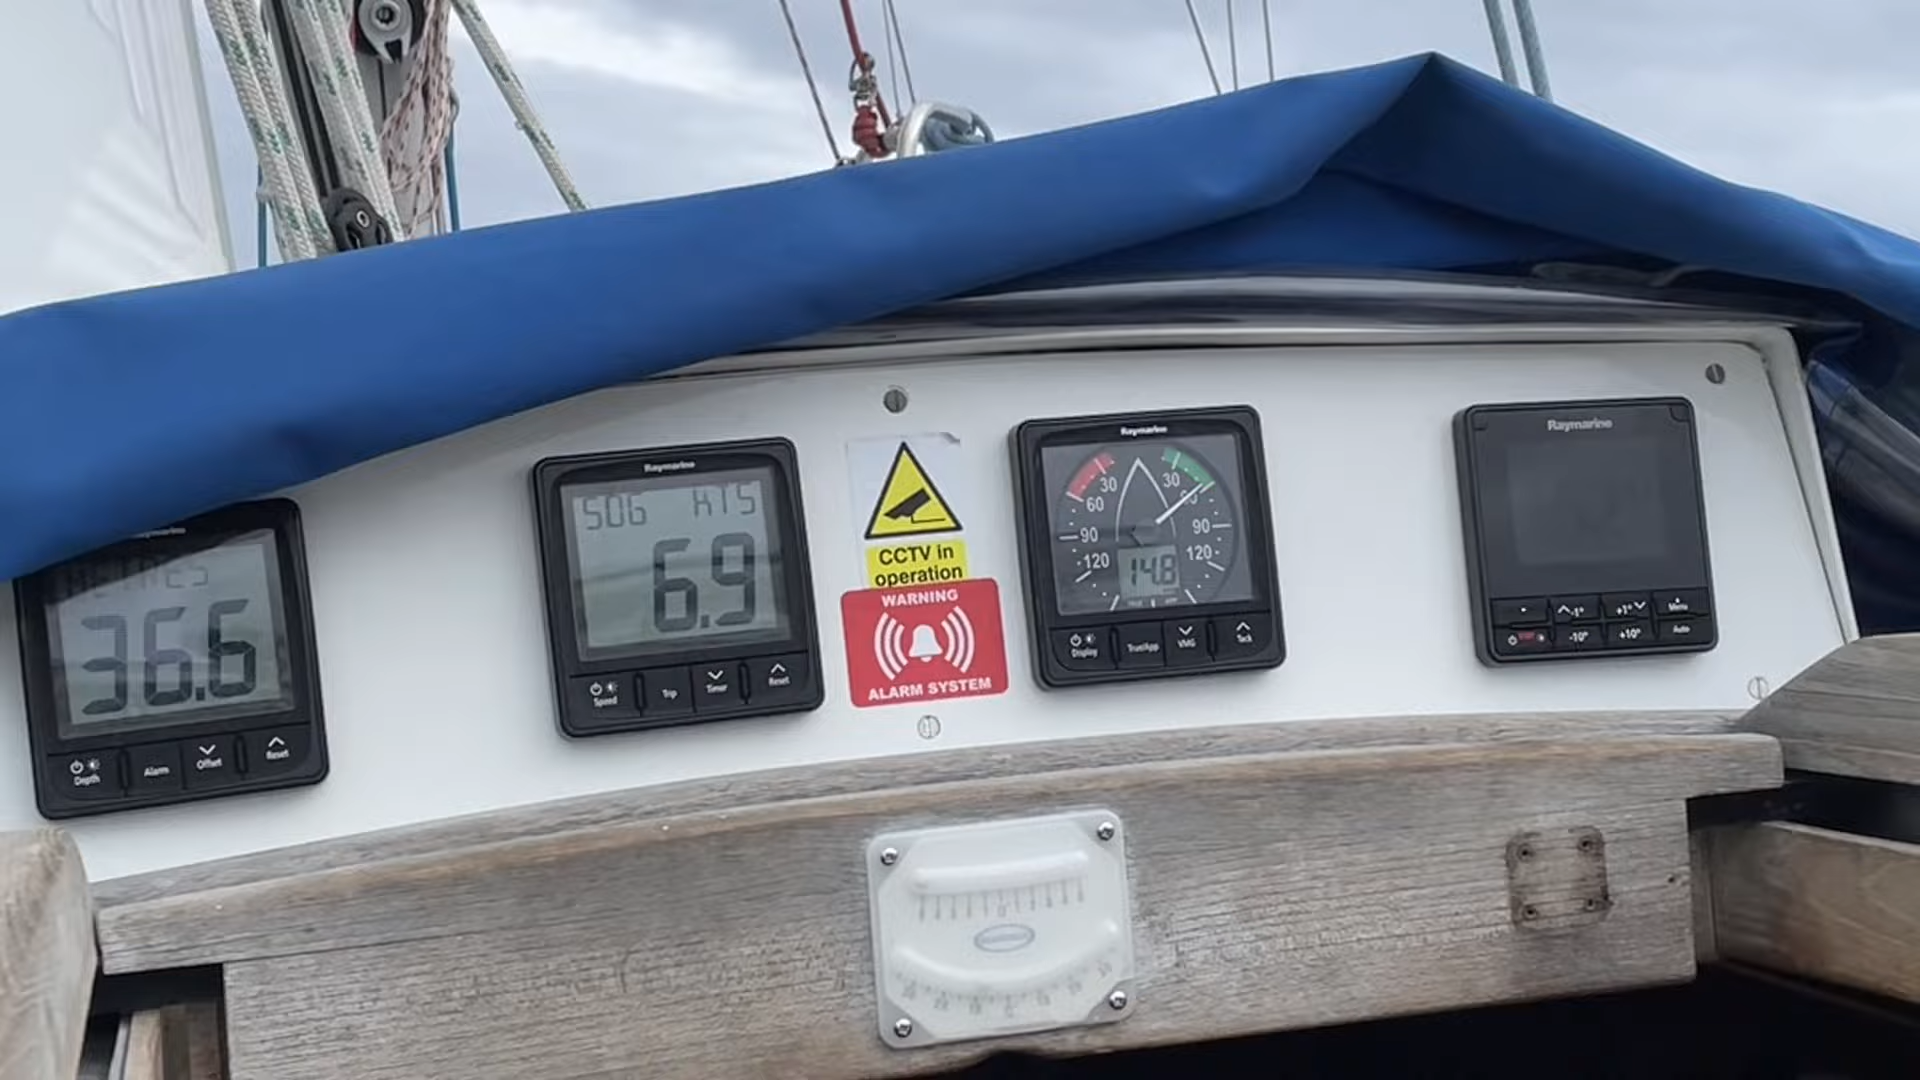 METRES
36.6
Depth
Alarm
Offset
Reset
Raymarine
SOG KTS
6.9
Speed
Trip
Timer
Reset
CCTV in
operation
WARNING
ALARM SYSTEM
Raymarine
30 30
60 60
90 90
120 120
14.8
Display
True/App
VMG
Tack
Raymarine
-1° +1° Menu
-10° +10° Auto